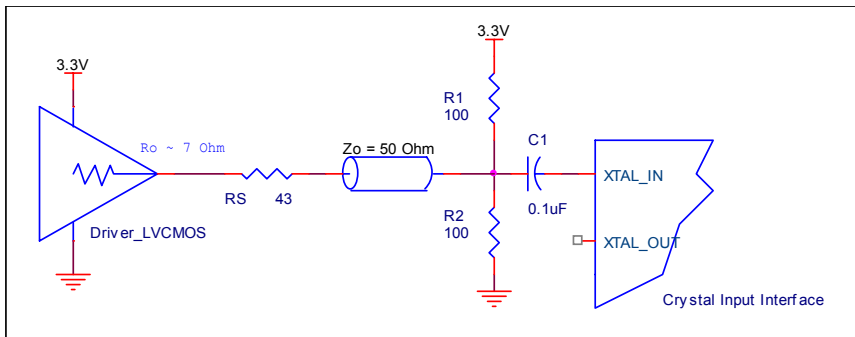 3.3V
3.3V
R1
100
Ro ~ 7 Ohm
Zo = 50 Ohm
C1
RS 43
XTAL_IN
0.1uF
R2
100
Driver_LVCMOS
XTAL_OUT
Crystal Input Interface